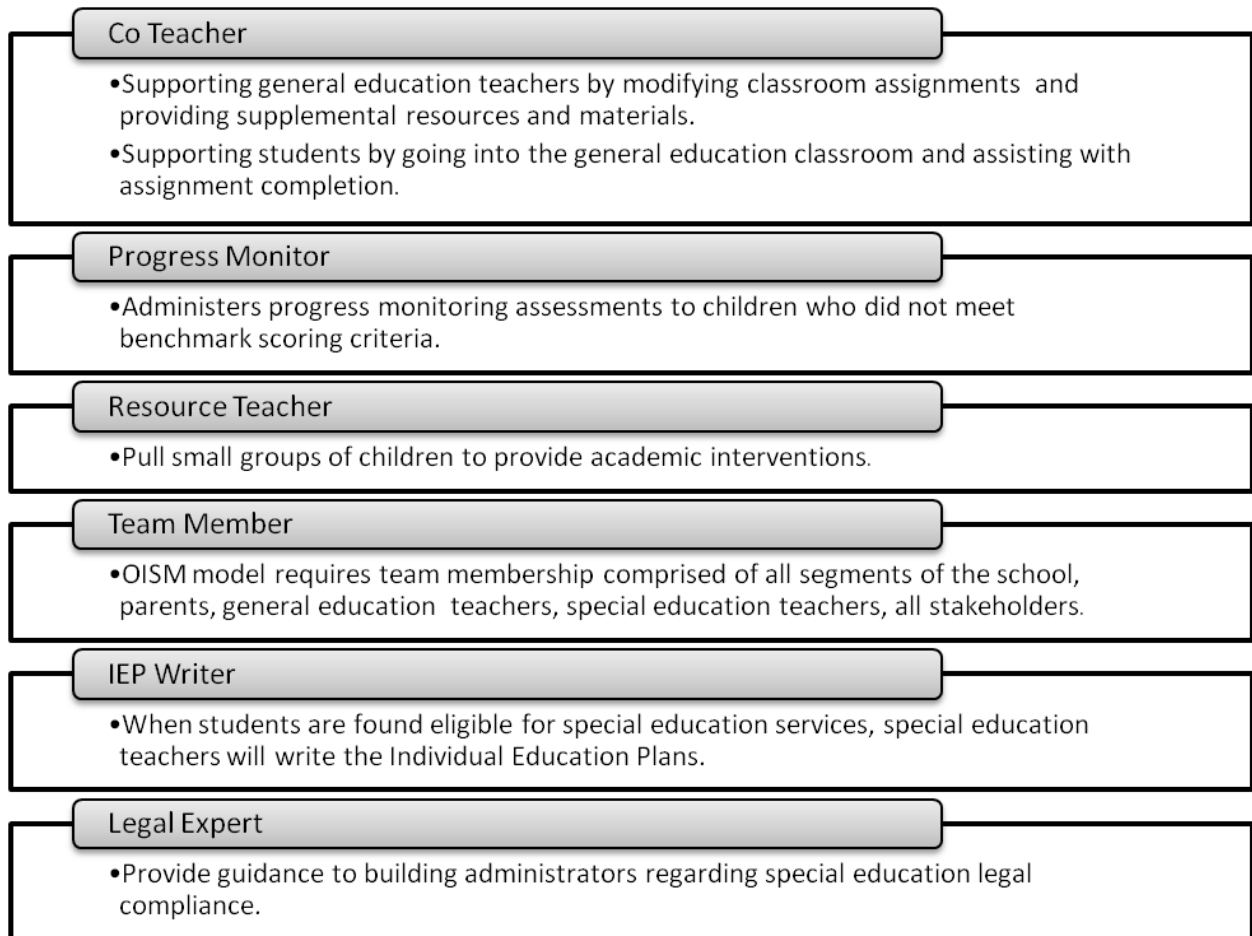 Co Teacher
•Supporting general education teachers by modifying classroom assignments and
providing supplemental resources and materials.
•Supporting students by going into the general education classroom and assisting with
assignment completion.
Progress Monitor
•Administers progress monitoring assessments to children who did not meet
benchmark scoring criteria.
Resource Teacher
•Pull small groups of children to provide academic interventions.
Team Member
•OISM model requires team membership comprised of all segments of the school,
parents, general education teachers, special education teachers, all stakeholders.
IEP Writer
•When students are found eligible for special education services, special education
teachers will write the Individual Education Plans.
Legal Expert
•Provide guidance to building administrators regarding special education legal
compliance.